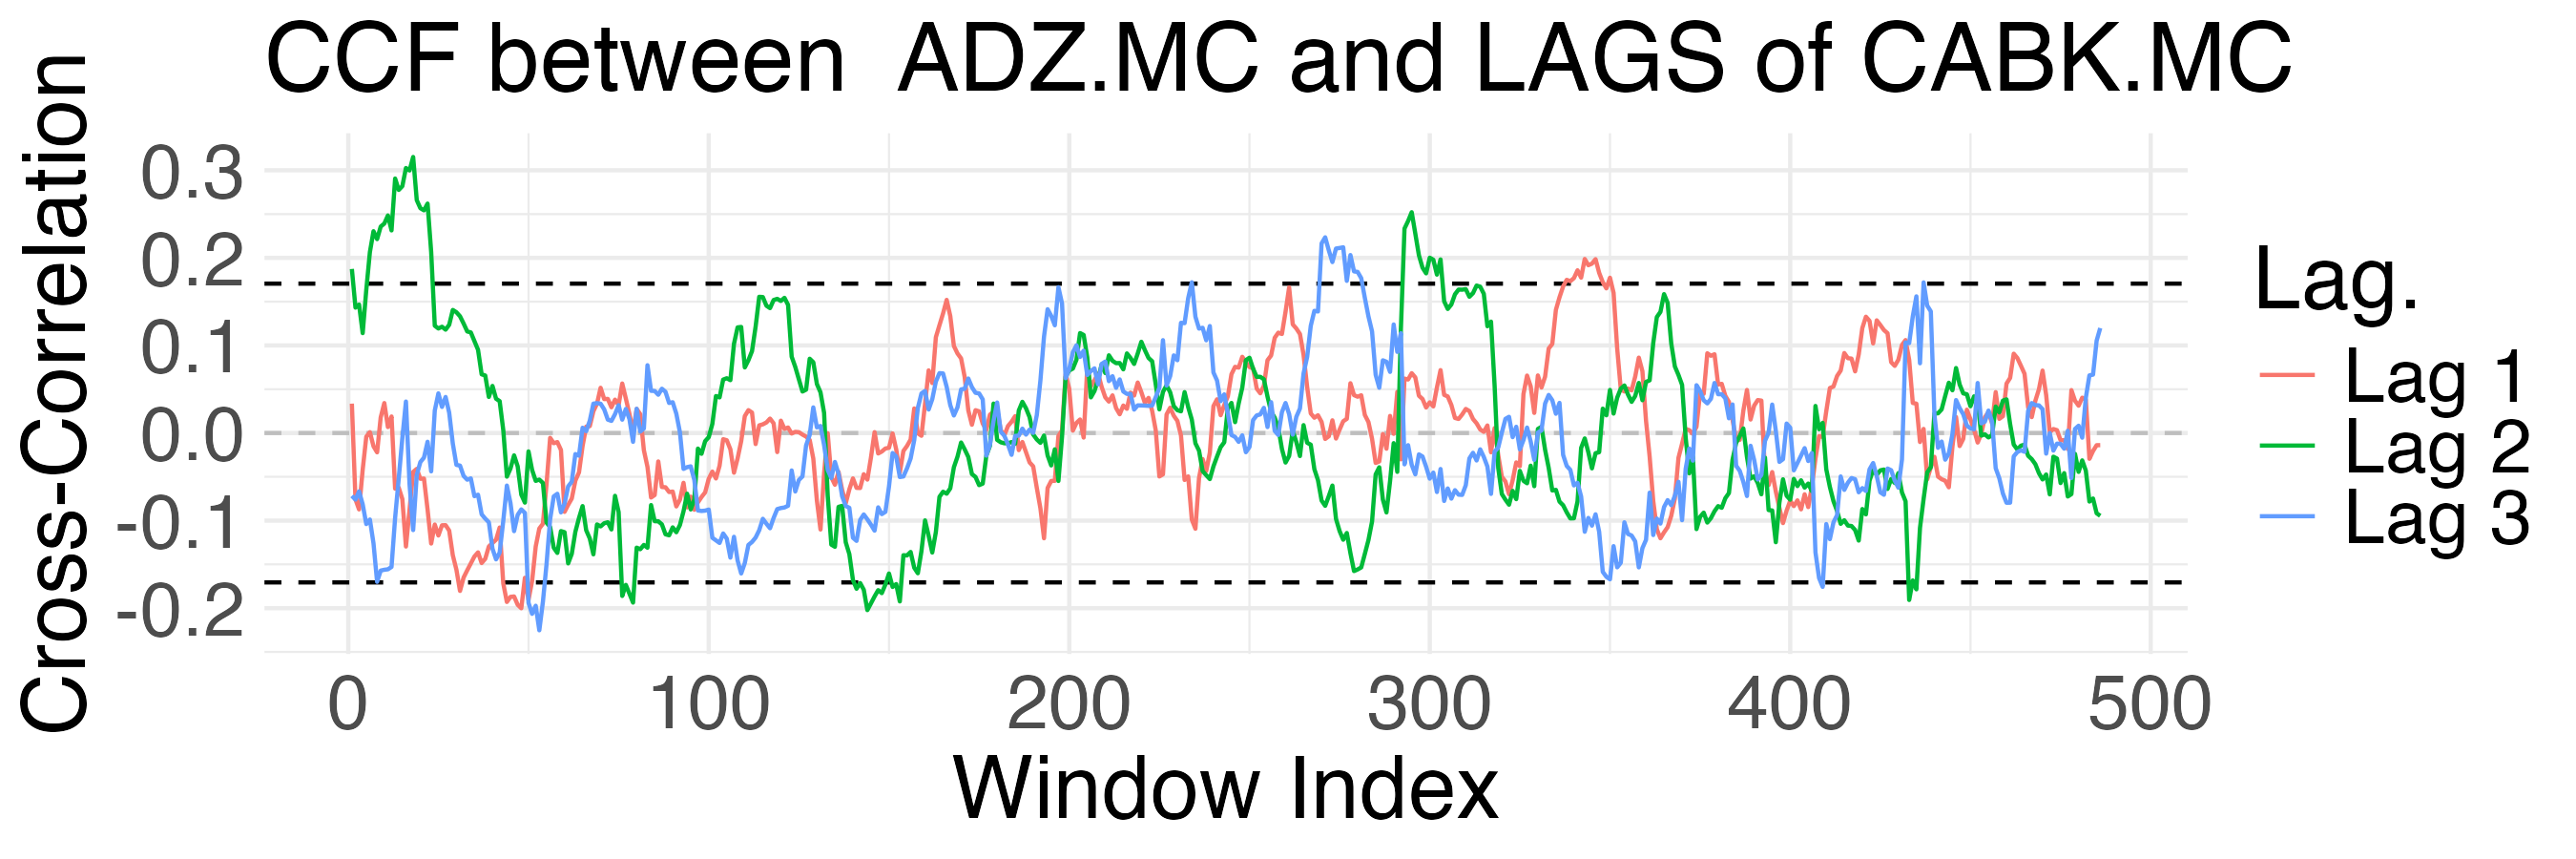 CCF between  ADZ.MC and LAGS of CABK.MC
Cross-Correlation
0.3
0.2
0.1
0.0
-0.1
-0.2
0 100 200 300 400 500
Window Index
Lag.
Lag 1
Lag 2
Lag 3